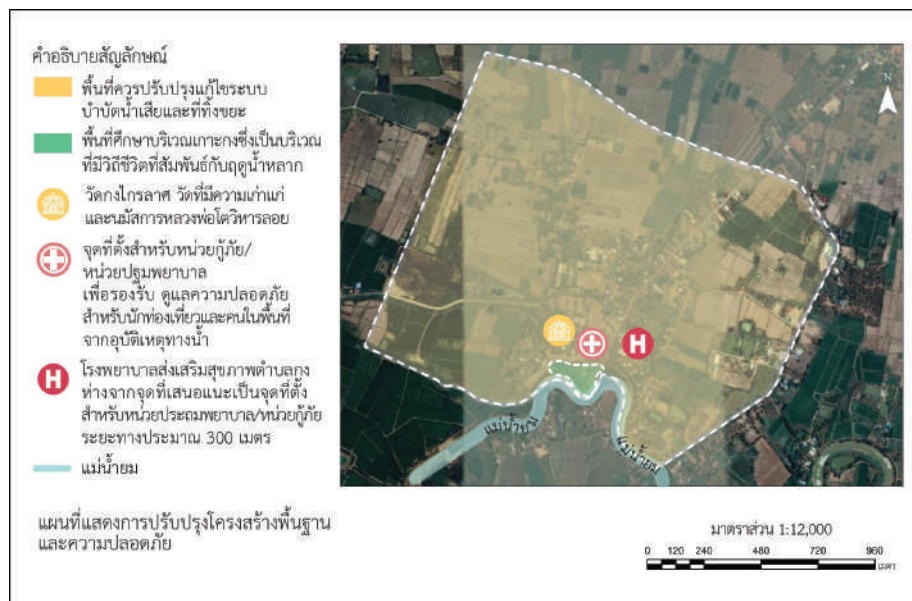 คำอธิบายสัญลักษณ์
พื้นที่ควรปรับปรุงแก้ไขระบบ
บำบัดน้ำเสียและที่ทิ้งขยะ
พื้นที่ศึกษาบริเวณเกาะกงซึ่งเป็นบริเวณ
ที่มีวิถีชีวิตที่สัมพันธ์กับฤดูน้ำหลาก
วัดกงไกรลาศ วัดที่มีความเก่าแก่
และนมัสการหลวงพ่อโตวิหารลอย
จุดที่ตั้งสำหรับหน่วยกู้ภัย/
หน่วยปฐมพยาบาล
เพื่อรองรับ ดูแลความปลอดภัย
สำหรับนักท่องเที่ยวและคนในพื้นที่
จากอุบัติเหตุทางน้ำ
H
โรงพยาบาลส่งเสริมสุขภาพตำบลกง
ห่างจากจุดที่เสนอแนะเป็นจุดที่ตั้ง
สำหรับหน่วยประถมพยาบาล/หน่วยกู้ภัย
ระยะทางประมาณ 300 เมตร
แม่น้ำยม
แผนที่แสดงการปรับปรุงโครงสร้างพื้นฐาน
และความปลอดภัย
N
H
แม่น้ำยม
แม่น้ำยม
มาตราส่วน 1:12,000
0 120 240 480 720 960
เมตร